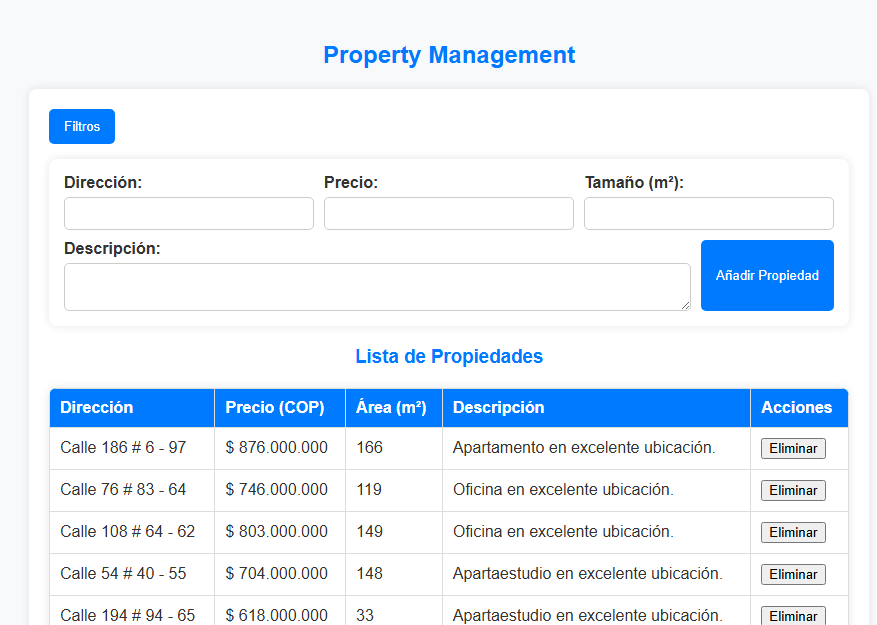 Property Management
Filtros
Dirección: Precio: Tamaño (m²):
Descripción:
Añadir Propiedad
Lista de Propiedades
Dirección Precio (COP) Área (m²) Descripción Acciones
Calle 186 # 6 - 97 $ 876.000.000 166 Apartamento en excelente ubicación. Eliminar
Calle 76 # 83 - 64 $ 746.000.000 119 Oficina en excelente ubicación. Eliminar
Calle 108 # 64 - 62 $ 803.000.000 149 Oficina en excelente ubicación. Eliminar
Calle 54 # 40 - 55 $ 704.000.000 148 Apartaestudio en excelente ubicación. Eliminar
Calle 194 # 94 - 65 $ 618.000.000 33 Apartaestudio en excelente ubicación. Eliminar